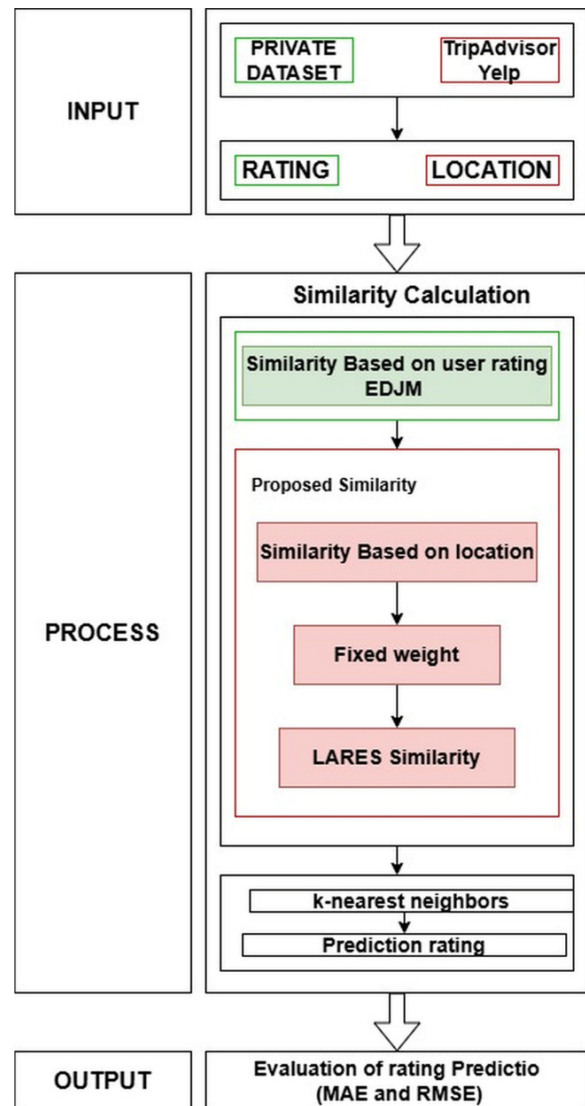 INPUT
PRIVATE
DATASET
TripAdvisor
Yelp
RATING
LOCATION
PROCESS
Similarity Calculation
Similarity Based on user rating
EDJM
Proposed Similarity
Similarity Based on location
Fixed weight
LARES Similarity
k-nearest neighbors
Prediction rating
OUTPUT
Evaluation of rating Predictio
(MAE and RMSE)